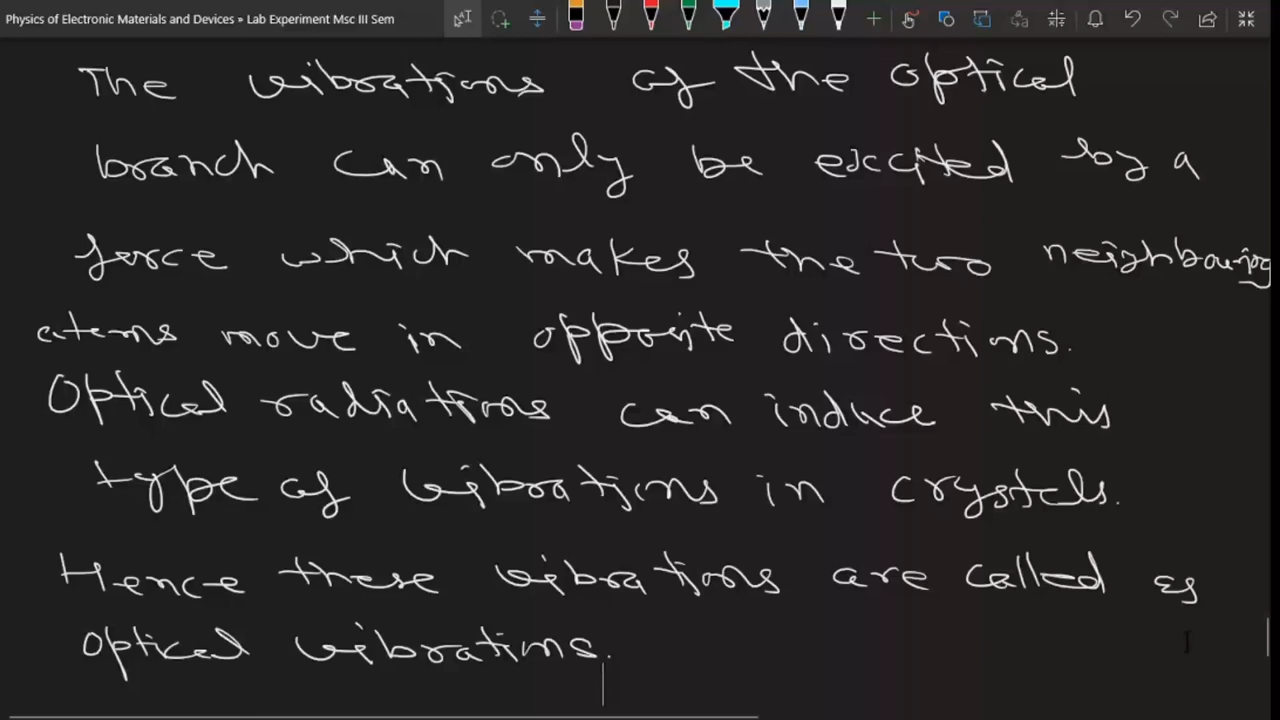 Physics of Electronic Materials and Devices » Lab Experiment Msc III Sem
The vibrations of the optical
branch can only be excited by a
force which makes the two neighbouring
atoms move in opposite directions.
Optical radiations can induce this
type of vibrations in crystals.
Hence these vibrations are called as
optical vibrations.